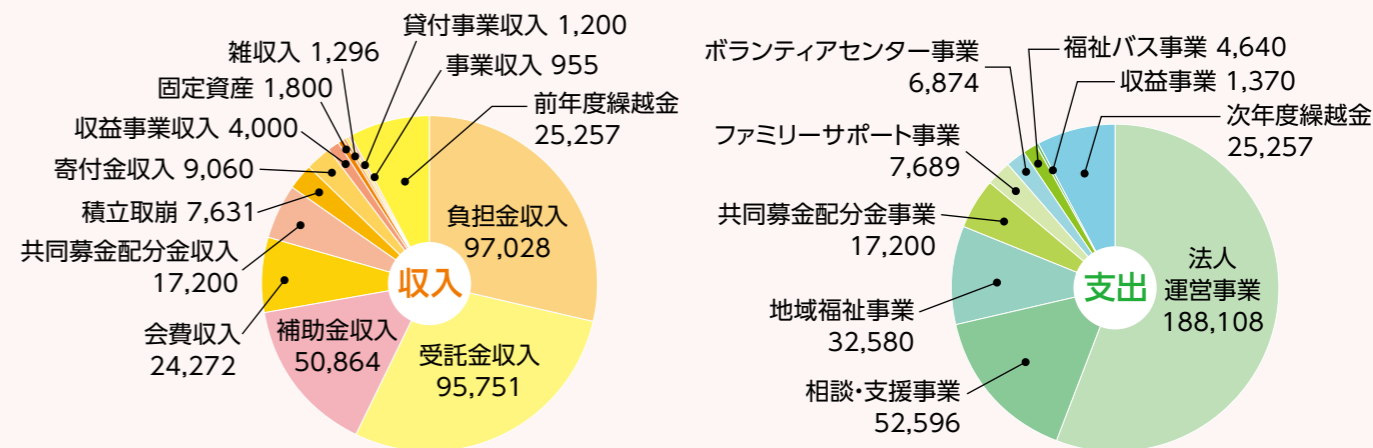 貸付事業収入 1,200
雑収入 1,296
事業収入 955
固定資産 1,800
前年度繰越金
25,257
収益事業収入 4,000
寄付金収入 9,060
積立取崩 7,631
共同募金配分金収入
17,200
会費収入
24,272
補助金収入
50,864
受託金収入
95,751
負担金収入
97,028
収入
ボランティアセンター事業
6,874
福祉バス事業 4,640
収益事業 1,370
次年度繰越金
25,257
ファミリーサポート事業
7,689
共同募金配分金事業
17,200
地域福祉事業
32,580
相談・支援事業
52,596
法人
運営事業
188,108
支出